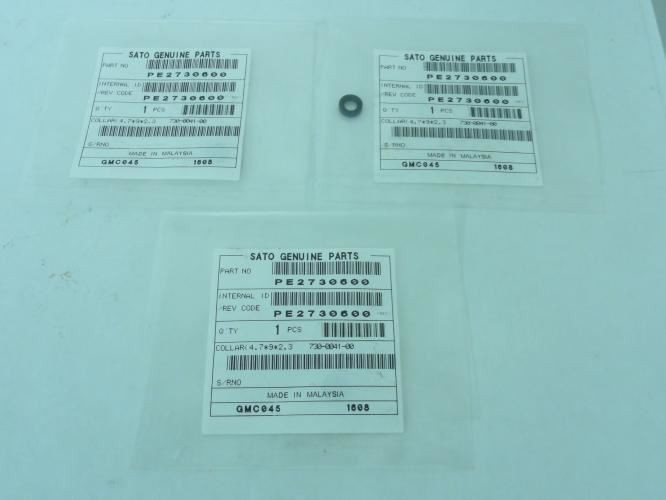 SATO GENUINE PARTS
PART NO
PE2730600
INTERNAL ID
/REV CODE
PE2730600
Q'TY 1 PCS
COLLAR(4.7*9*2.3 730-0041-00
S/RNO
MADE IN MALAYSIA
GMC045 1608
SATO GENUINE PARTS
PART NO
PE2730600
INTERNAL ID
/REV CODE
PE2730600
Q'TY 1 PCS
COLLAR(4.7*9*2.3 730-0041-00
S/RNO
MADE IN MALAYSIA
GMC045 1608
SATO GENUINE PARTS
PART NO
PE2730600
INTERNAL ID
/REV CODE
PE2730600
Q'TY 1 PCS
COLLAR(4.7*9*2.3 730-0041-00
S/RNO
MADE IN MALAYSIA
GMC045 1608